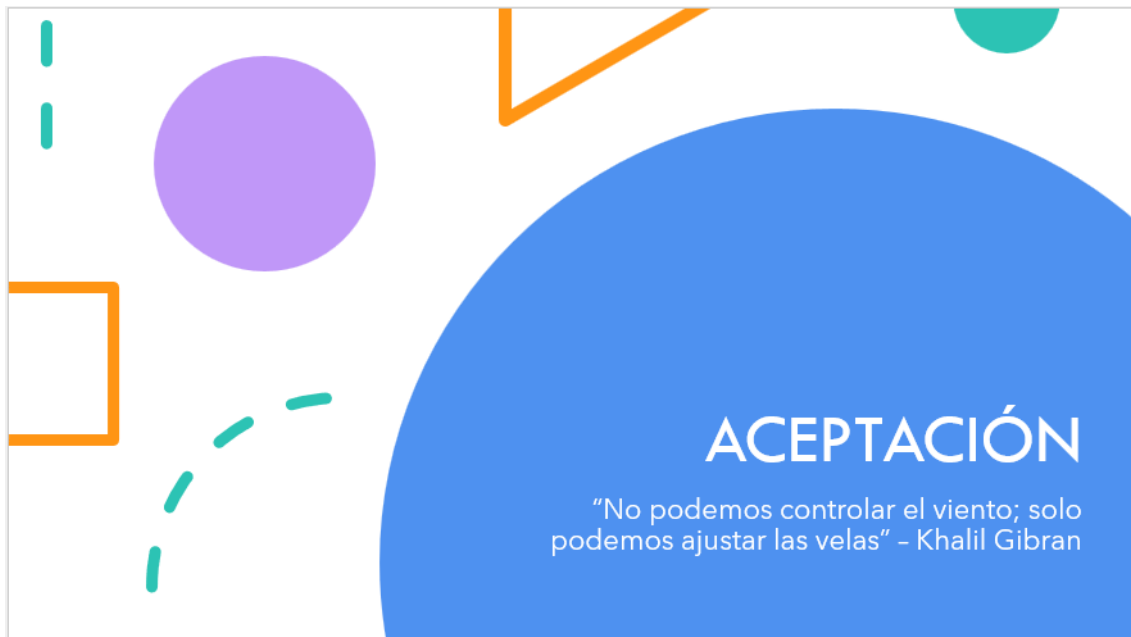 ACEPTACIÓN
“No podemos controlar el viento; solo
podemos ajustar las velas” – Khalil Gibran